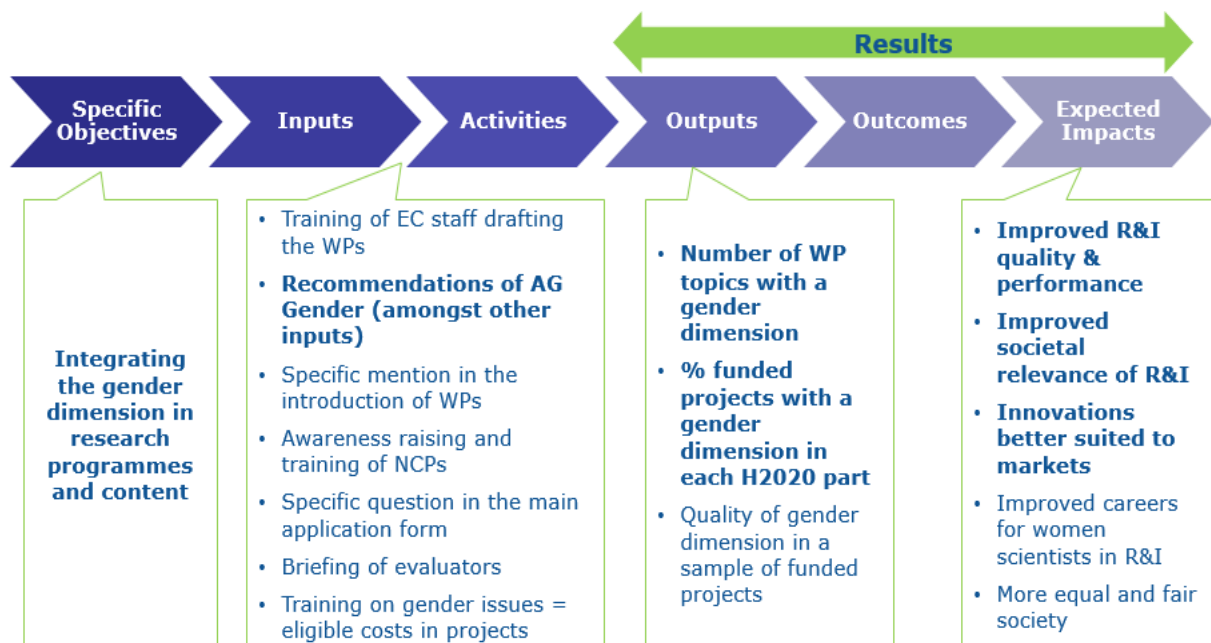 Results
Specific
Objectives
Inputs
Activities
Outputs
Outcomes
Expected
Impacts
Integrating
the gender
dimension in
research
programmes
and content
• Training of EC staff drafting
the WPs
• Recommendations of AG
Gender (amongst other
inputs)
• Specific mention in the
introduction of WPs
• Awareness raising and
training of NCPs
• Specific question in the main
application form
• Briefing of evaluators
• Training on gender issues =
eligible costs in projects
• Number of WP
topics with a
gender
dimension
• % funded
projects with a
gender
dimension in
each H2020 part
• Quality of gender
dimension in a
sample of funded
projects
• Improved R&I
quality &
performance
• Improved
societal
relevance of R&I
• Innovations
better suited to
markets
• Improved careers
for women
scientists in R&I
• More equal and fair
society